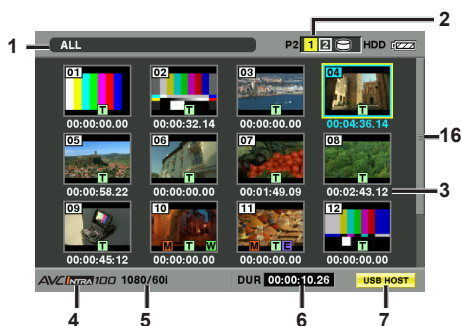 2
1 ALL P2 1 2 HDD
01 02 03 04
T T T
00:00:00.00 00:00:32.14 00:00:00.00 00:04:36.14
16
05 06 07 08
T T T T
00:00:58.22 00:00:00.00 00:01:49.09 00:02:43.12 3
09 10 11 12
T M T W M T E T
00:00:45:12 00:00:00.00 00:00:00.00 00:00:00.00
AVC INTRA 100 1080/60i DUR 00:00:10.26 USB HOST
4 5 6 7